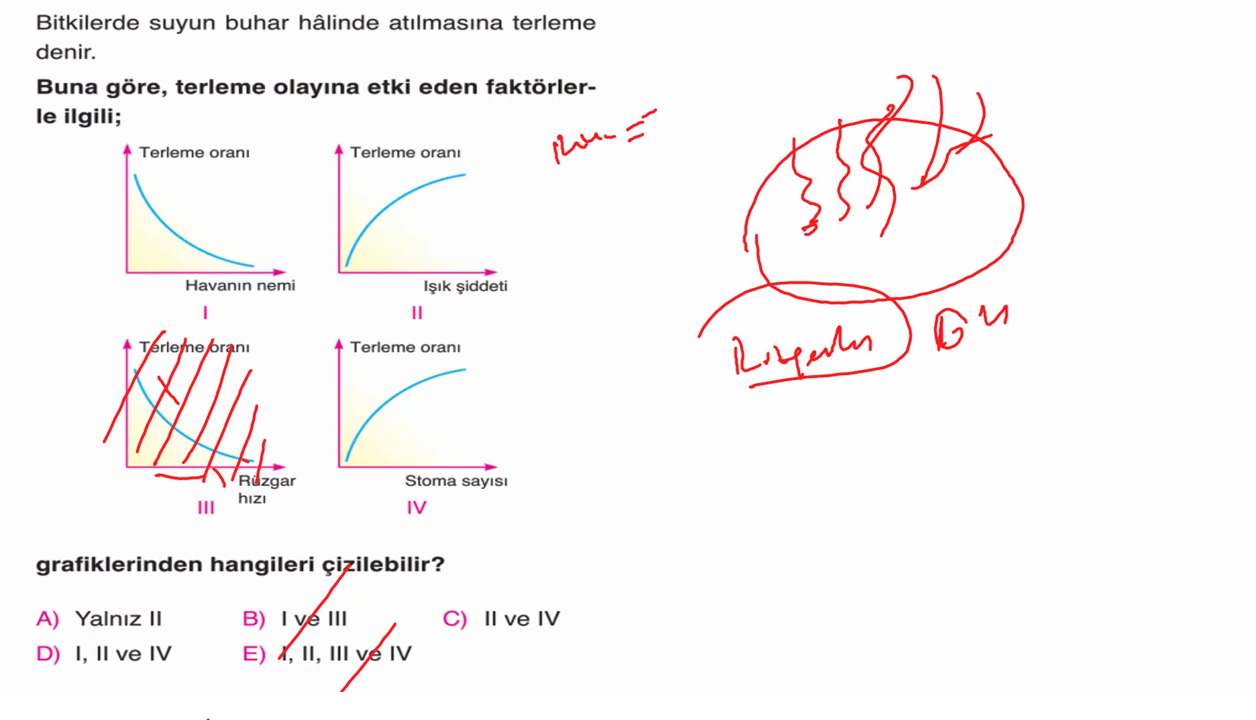 Bitkilerde suyun buhar hâlinde atılmasına terleme
denir.
Buna göre, terleme olayına etki eden faktörler-
le ilgili;
Terleme oranı
Havanın nemi
I
Terleme oranı
Işık şiddeti
II
Terleme oranı
Rüzgar
hızı
III
Terleme oranı
Stoma sayısı
IV
grafiklerinden hangileri çizilebilir?
A) Yalnız II
B) I ve III
C) II ve IV
D) I, II ve IV
E) I, II, III ve IV